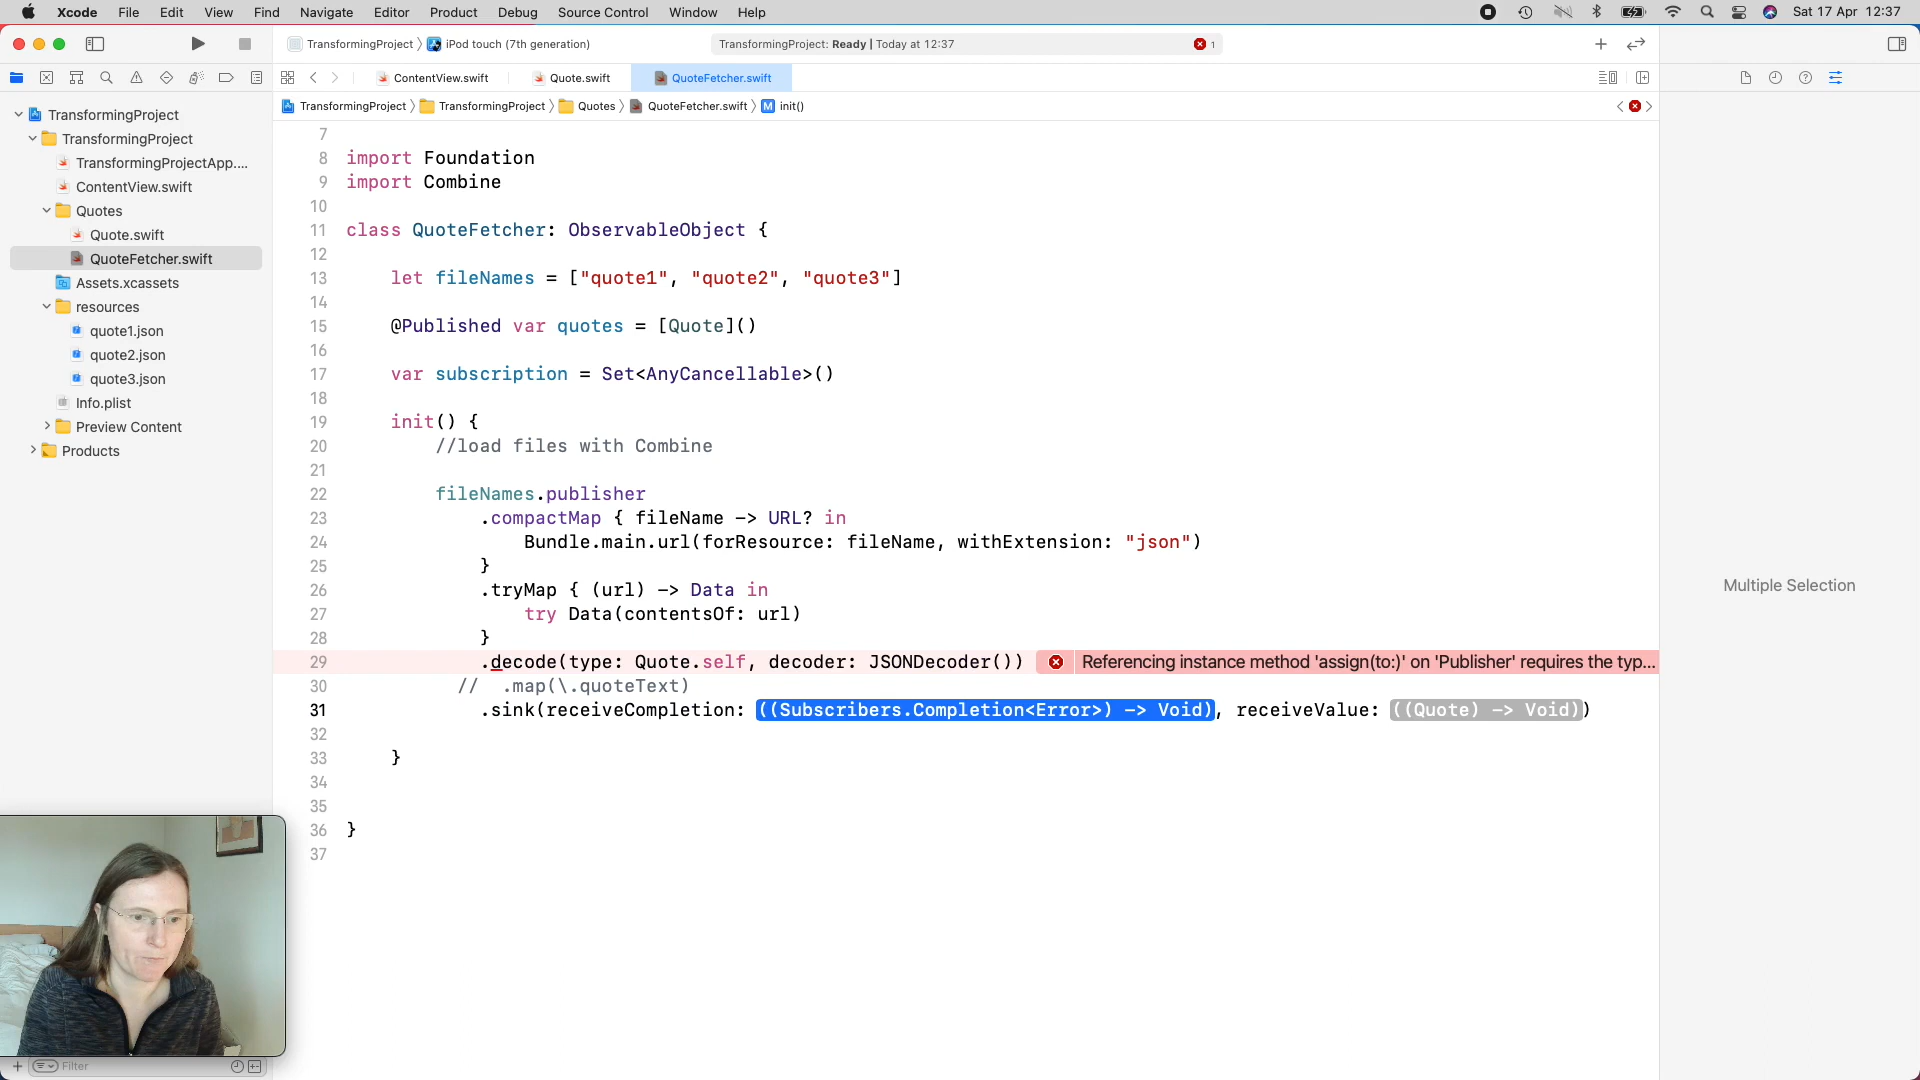 Xcode File Edit View Find Navigate Editor Product Debug Source Control Window Help Sat 17 Apr 12:37
TransformingProject iPod touch (7th generation) TransformingProject: Ready | Today at 12:37 1
ContentView.swift Quote.swift QuoteFetcher.swift
TransformingProject TransformingProject Quotes QuoteFetcher.swift M init()
TransformingProject
TransformingProject
TransformingProjectApp....
ContentView.swift
Quotes
Quote.swift
QuoteFetcher.swift
Assets.xcassets
resources
quote1.json
quote2.json
quote3.json
Info.plist
Preview Content
Products
Filter
7
8 import Foundation
9 import Combine
10
11 class QuoteFetcher: ObservableObject {
12
13 let fileNames = ["quote1", "quote2", "quote3"]
14
15 @Published var quotes = [Quote]()
16
17 var subscription = Set<AnyCancellable>()
18
19 init() {
20 //load files with Combine
21
22 fileNames.publisher
23 .compactMap { fileName -> URL? in
24 Bundle.main.url(forResource: fileName, withExtension: "json")
25 }
26 .tryMap { (url) -> Data in
27 try Data(contentsOf: url)
28 }
29 .decode(type: Quote.self, decoder: JSONDecoder()) Referencing instance method 'assign(to:)' on 'Publisher' requires the typ...
30 // .map(\.quoteText)
31 .sink(receiveCompletion: ((Subscribers.Completion<Error>) -> Void), receiveValue: ((Quote) -> Void))
32
33 }
34
35
36 }
37
Multiple Selection